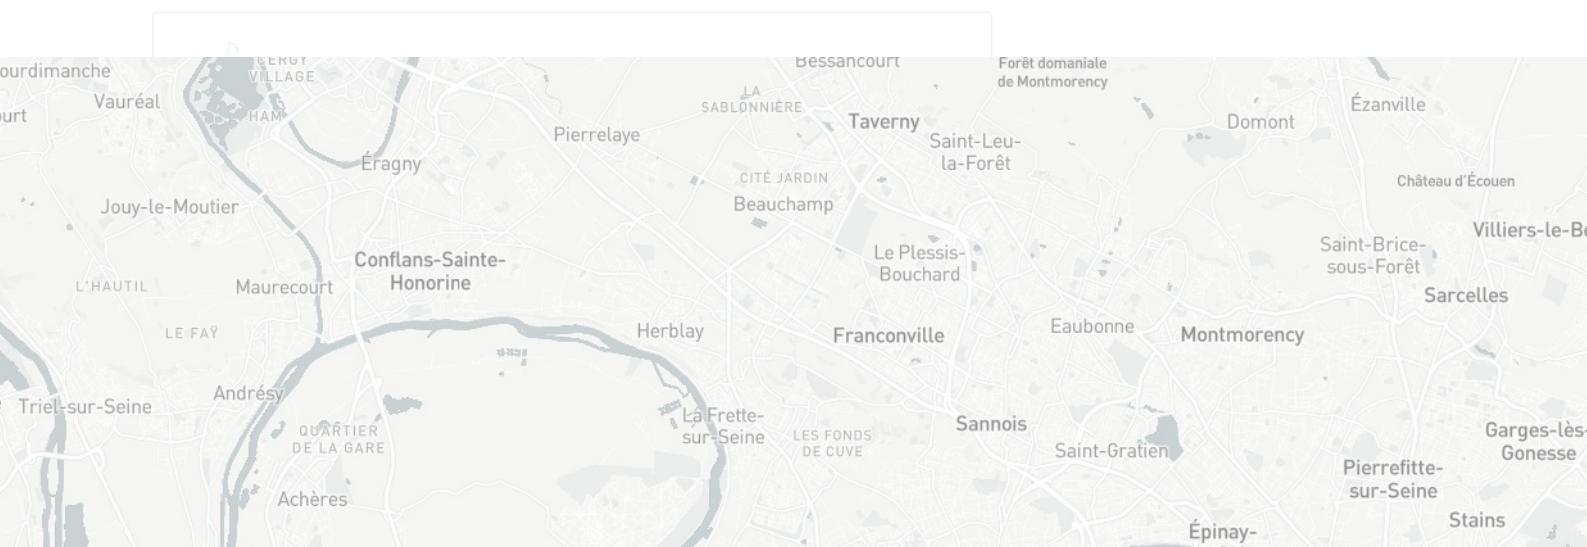 CERGY
VILLAGE
Bessancourt
Forêt domaniale
de Montmorency
ourdimanche
Vauréal
HAM
LA
SABLONNIÈRE
Taverny
Ézanville
Domont
Pierrelaye
Saint-Leu-
la-Forêt
Éragny
CITÉ JARDIN
Château d'Écouen
Jouy-le-Moutier
Beauchamp
Villiers-le-Be
Conflans-Sainte-
Honorine
Le Plessis-
Bouchard
Saint-Brice-
sous-Forêt
L'HAUTIL
Maurecourt
Sarcelles
LE FAŸ
Herblay
Franconville
Eaubonne
Montmorency
Andrésy
Triel-sur-Seine
La Frette-
sur-Seine
Sannois
QUARTIER
DE LA GARE
LES FONDS
DE CUVE
Saint-Gratien
Garges-lès-
Gonesse
Pierrefitte-
sur-Seine
Achères
Stains
Épinay-